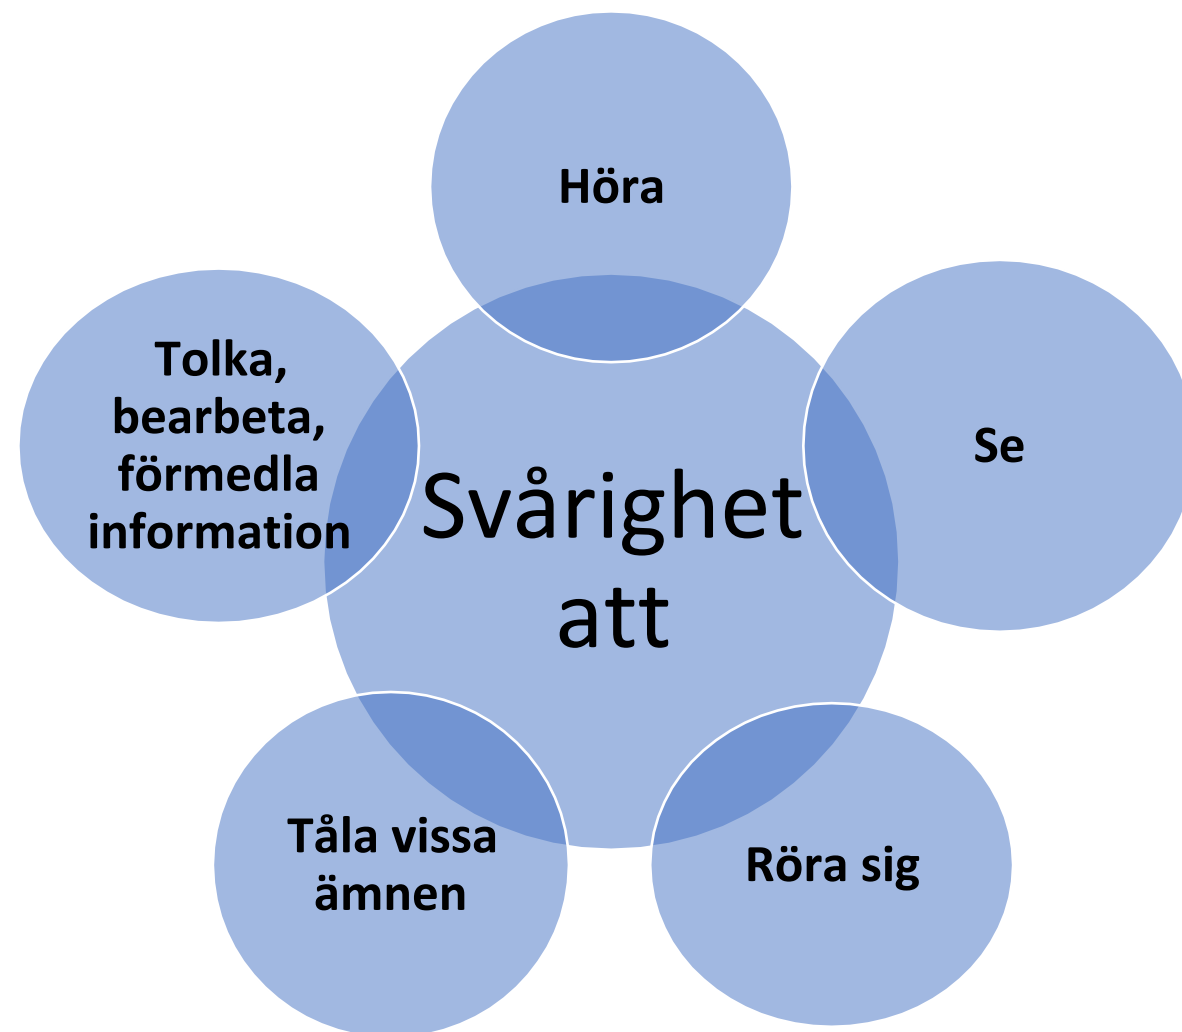 Höra
Tolka,
bearbeta,
förmedla
information
Se
Svårighet
att
Tåla vissa
ämnen
Röra sig